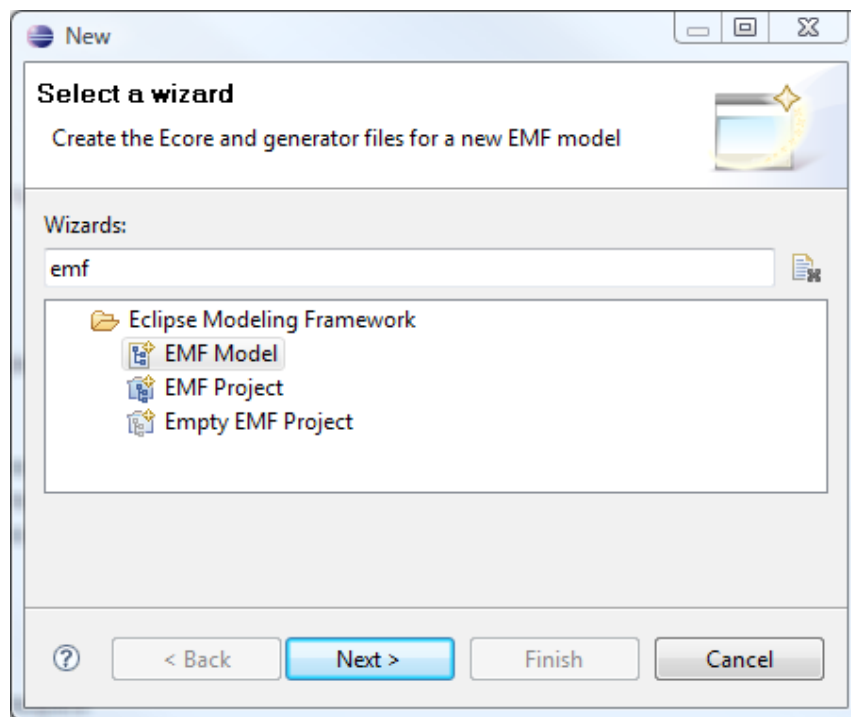 New
Select a wizard
Create the Ecore and generator files for a new EMF model
Wizards:
emf
Eclipse Modeling Framework
EMF Model
EMF Project
Empty EMF Project
< Back Next > Finish Cancel